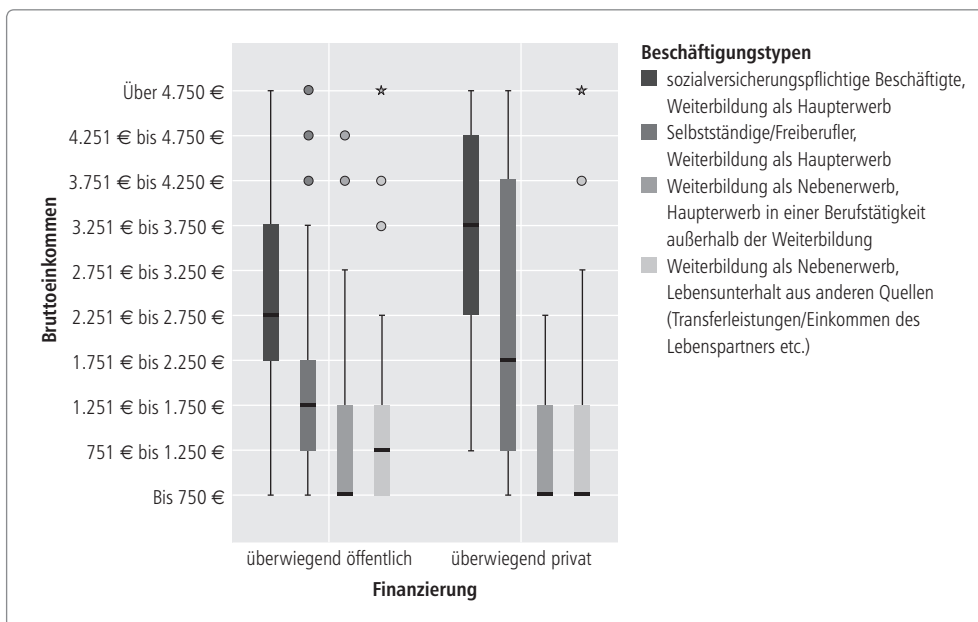 Bruttoeinkommen
Über 4.750 €
4.251 € bis 4.750 €
3.751 € bis 4.250 €
3.251 € bis 3.750 €
2.751 € bis 3.250 €
2.251 € bis 2.750 €
1.751 € bis 2.250 €
1.251 € bis 1.750 €
751 € bis 1.250 €
Bis 750 €
überwiegend öffentlich
überwiegend privat
Finanzierung
Beschäftigungstypen
sozialversicherungspflichtige Beschäftigte,
Weiterbildung als Haupterwerb
Selbstständige/Freiberufler,
Weiterbildung als Haupterwerb
Weiterbildung als Nebenerwerb,
Haupterwerb in einer Berufstätigkeit
außerhalb der Weiterbildung
Weiterbildung als Nebenerwerb,
Lebensunterhalt aus anderen Quellen
(Transferleistungen/Einkommen des
Lebenspartners etc.)